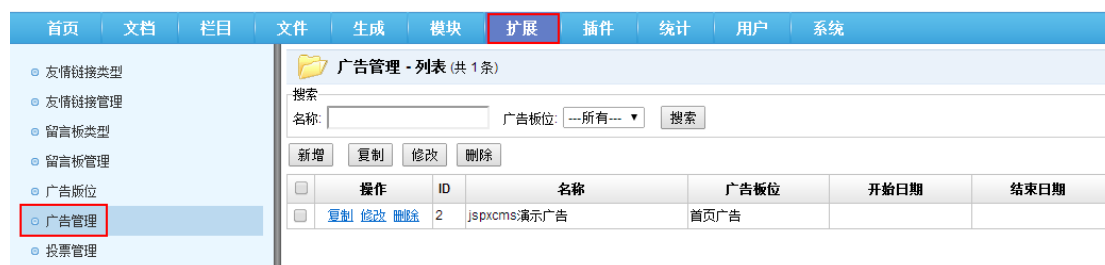 首页 文档 栏目 文件 生成 模块 扩展 插件 统计 用户 系统
友情链接类型
友情链接管理
留言板类型
留言板管理
广告版位
广告管理
投票管理
广告管理 - 列表 (共 1 条)
搜索
名称: 广告板位: ---所有--- 搜索
新增 复制 修改 删除
操作 ID 名称 广告板位 开始日期 结束日期
复制 修改 删除 2 jspxcms演示广告 首页广告